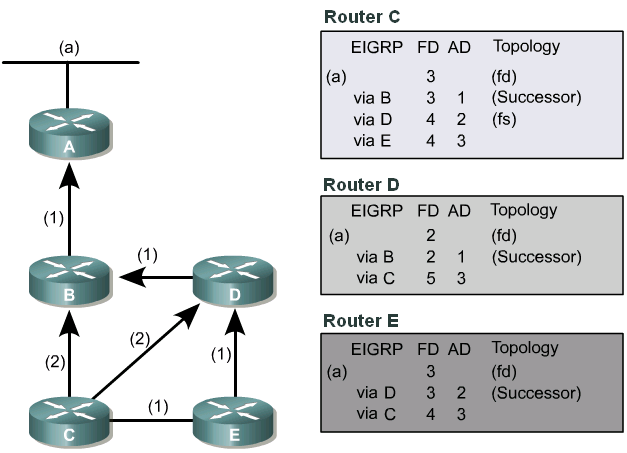 (a)
A
(1)
(1)
B
D
(2)
(2)
(1)
(1)
C
E
Router C
EIGRP FD AD Topology
(a) 3 (fd)
via B 3 1 (Successor)
via D 4 2 (fs)
via E 4 3
Router D
EIGRP FD AD Topology
(a) 2 (fd)
via B 2 1 (Successor)
via C 5 3
Router E
EIGRP FD AD Topology
(a) 3 (fd)
via D 3 2 (Successor)
via C 4 3